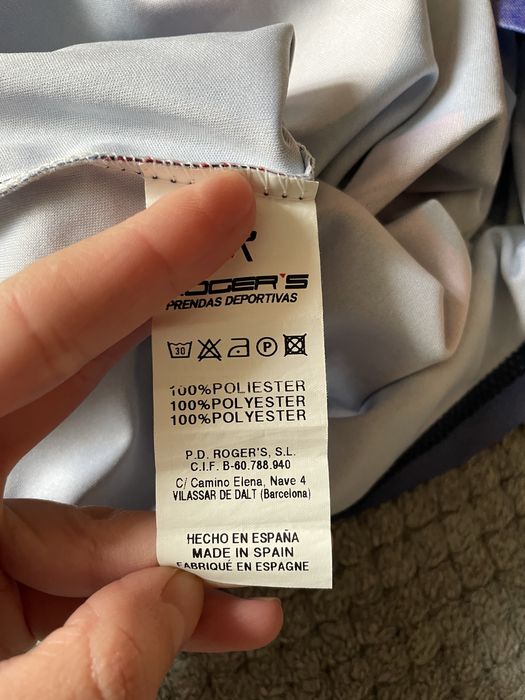 PRENDAS DEPORTIVAS
30 P
100%POLIESTER
100%POLYESTER
100%POLYESTER
P.D. ROGER'S, S.L.
C.I.F. B-60.788.940
C/ Camino Elena, Nave 4
VILASSAR DE DALT (Barcelona)
HECHO EN ESPAÑA
MADE IN SPAIN
FABRIQUÉ EN ESPAGNE